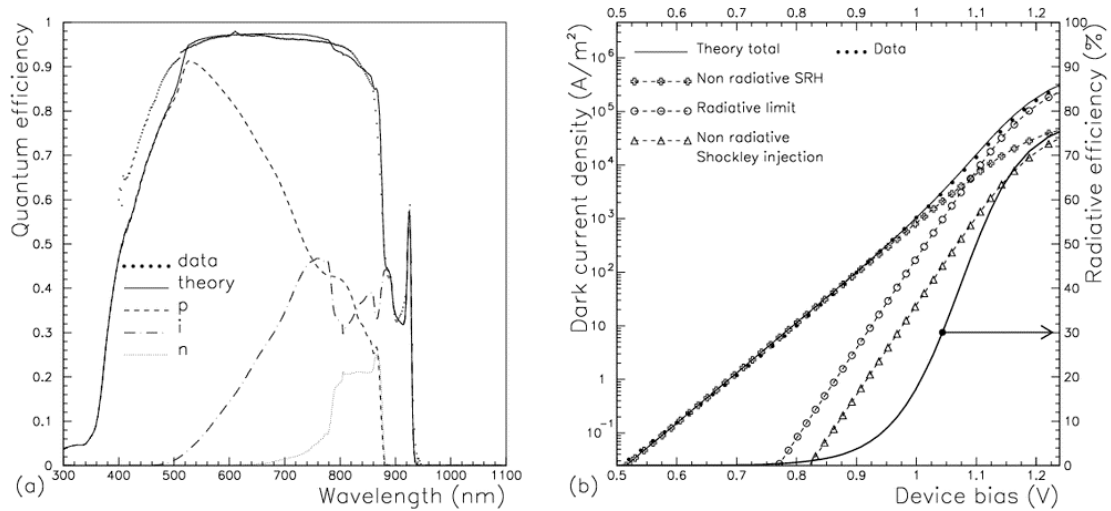 Quantum efficiency
1
0.9
0.8
0.7
0.6
0.5
0.4
0.3
0.2
0.1
0
300 400 500 600 700 800 900 1000 1100
Wavelength (nm)
data
theory
p
i
n
(a)
0.5 0.6 0.7 0.8 0.9 1 1.1 1.2
Dark current density (A/m²)
10⁶
10⁵
10⁴
10³
10²
10
1
10⁻¹
Theory total
Data
Non radiative SRH
Radiative limit
Non radiative
Shockley injection
100
90
80
70
60
50
40
30
20
10
0
Radiative efficiency (%)
0.5 0.6 0.7 0.8 0.9 1 1.1 1.2
Device bias (V)
(b)